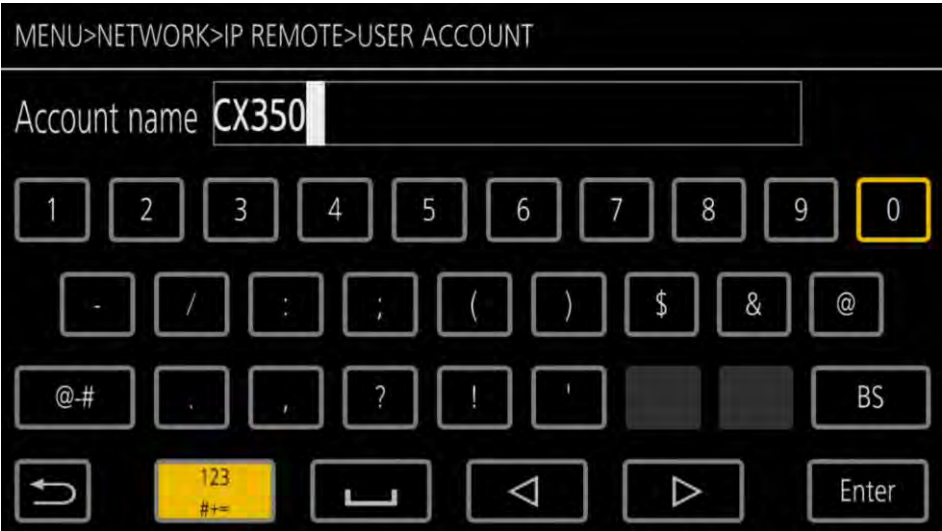 MENU>NETWORK>IP REMOTE>USER ACCOUNT
Account name CX350
1 2 3 4 5 6 7 8 9 0
- / : ; ( ) $ & @
@-# . , ? ! ' BS
123
#+=
Enter